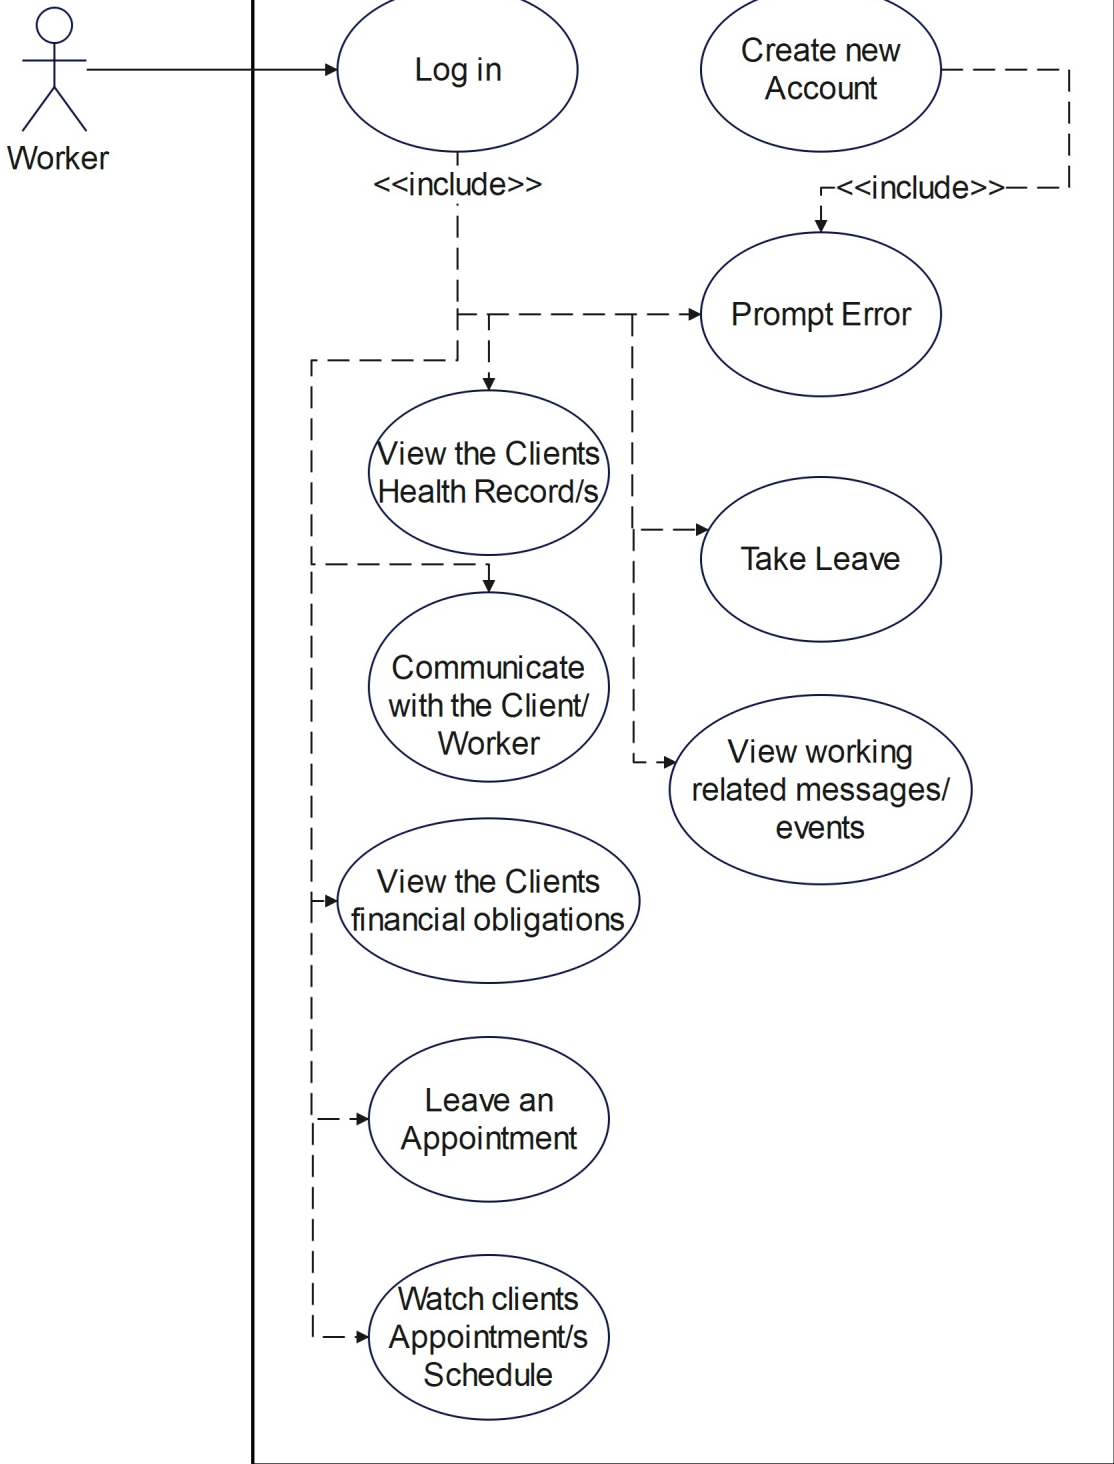 Log in
Create new
Account
Worker
<<include>>
<<include>>
Prompt Error
View the Clients
Health Record/s
Take Leave
Communicate
with the Client/
Worker
View working
related messages/
events
View the Clients
financial obligations
Leave an
Appointment
Watch clients
Appointment/s
Schedule